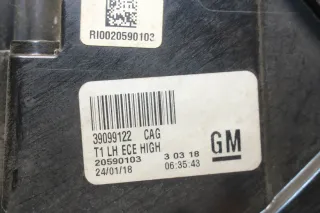 RI0020590102
39099122 CAG
T1 LH ECE HIGH
20590103 3 03 18
24/01/18 06:35:43
GM